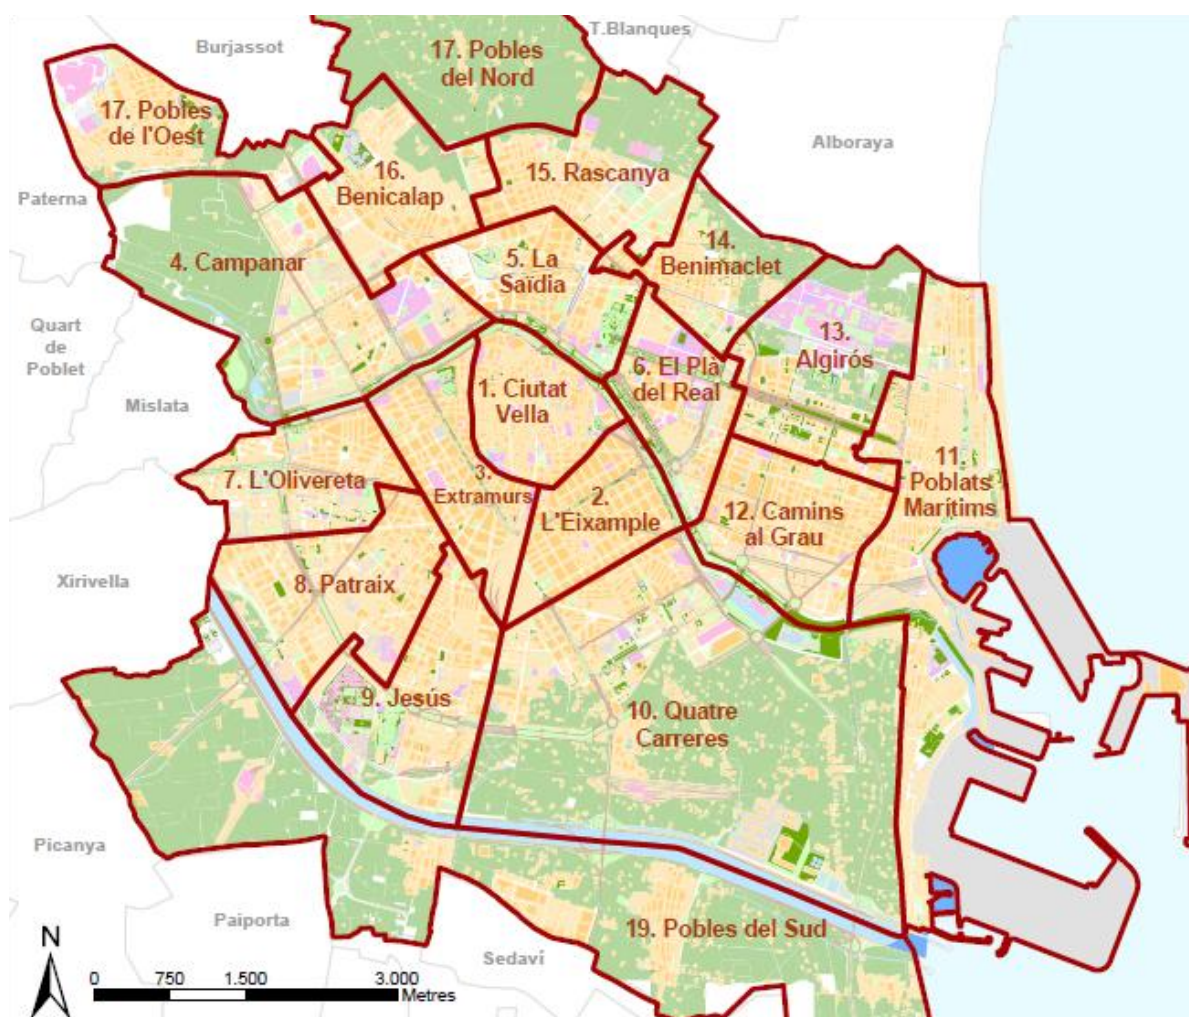 T.Blanques
Burjassot
17. Pobles
del Nord
17. Pobles
de l'Oest
Alboraya
16.
Benicalap
15. Rascanya
Paterna
4. Campanar
5. La
Saïdia
14.
Benimaclet
Quart
de
Poblet
13.
Algirós
6. El Plà
del Real
1. Ciutat
Vella
Mislata
7. L'Olivereta
3.
Extramurs
2.
L'Eixample
11.
Poblats
Marítims
12. Camins
al Grau
Xirivella
8. Patraix
9. Jesús
10. Quatre
Carreres
Picanya
Paiporta
19. Pobles del Sud
Sedaví
N
0 750 1.500 3.000
Metres